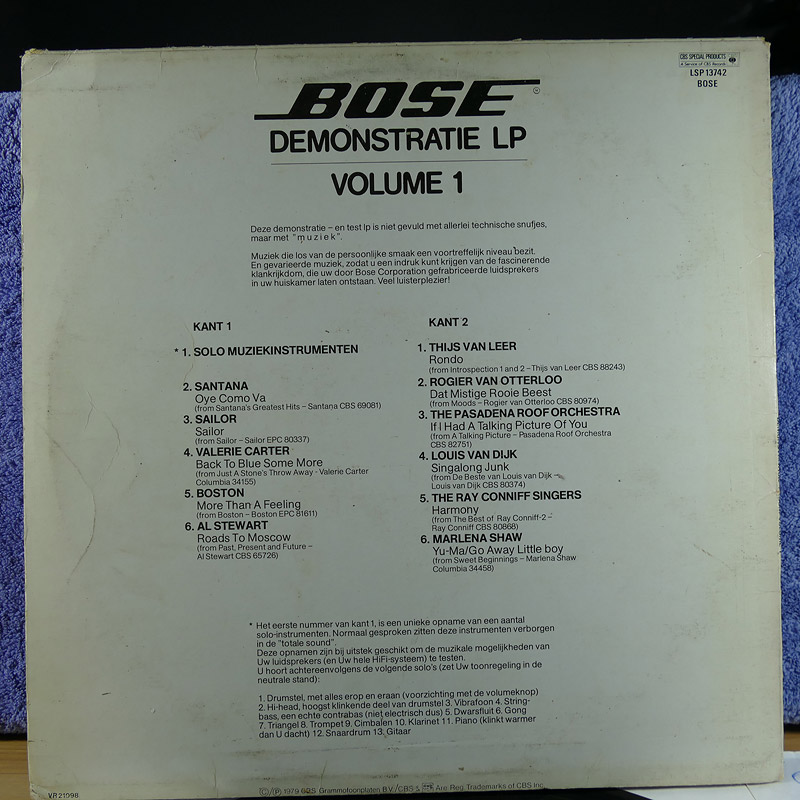 CBS SPECIAL PRODUCTS
A Service of CBS Records
LSP 13742
BOSE
BOSE ®
DEMONSTRATIE LP
VOLUME 1
Deze demonstratie – en test lp is niet gevuld met allerlei technische snufjes,
maar met "muziek".
Muziek die los van de persoonlijke smaak een voortreffelijk niveau bezit.
En gevarieerde muziek, zodat u een indruk kunt krijgen van de fascinerende
klankrijkdom, die uw door Bose Corporation gefrabriceerde luidsprekers
in uw huiskamer laten ontstaan. Veel luisterplezier!
KANT 1
* 1. SOLO MUZIEKINSTRUMENTEN
2. SANTANA
Oye Como Va
(from Santana's Greatest Hits – Santana CBS 69081)
3. SAILOR
Sailor
(from Sailor – Sailor EPC 80337)
4. VALERIE CARTER
Back To Blue Some More
(from Just A Stone's Throw Away - Valerie Carter
Columbia 34155)
5. BOSTON
More Than A Feeling
(from Boston – Boston EPC 81611)
6. AL STEWART
Roads To Moscow
(from Past, Present and Future –
Al Stewart CBS 65726)
KANT 2
1. THIJS VAN LEER
Rondo
(from Introspection 1 and 2 – Thijs van Leer CBS 88243)
2. ROGIER VAN OTTERLOO
Dat Mistige Rooie Beest
(from Moods – Rogier van Otterloo CBS 80974)
3. THE PASADENA ROOF ORCHESTRA
If I Had A Talking Picture Of You
(from A Talking Picture – Pasadena Roof Orchestra
CBS 82751)
4. LOUIS VAN DIJK
Singalong Junk
(from De Beste van Louis van Dijk –
Louis van Dijk CBS 80374)
5. THE RAY CONNIFF SINGERS
Harmony
(from The Best of Ray Conniff-2 –
Ray Conniff CBS 80868)
6. MARLENA SHAW
Yu-Ma/Go Away Little boy
(from Sweet Beginnings – Marlena Shaw
Columbia 34458)
* Het eerste nummer van kant 1, is een unieke opname van een aantal
solo-instrumenten. Normaal gesproken zitten deze instrumenten verborgen
in de "totale sound".
Deze opnamen zijn bij uitstek geschikt om de muzikale mogelijkheden van
Uw luidsprekers (en Uw hele HiFi-systeem) te testen.
U hoort achtereenvolgens de volgende solo's (zet Uw toonregeling in de
neutrale stand):
1. Drumstel, met alles erop en eraan (voorzichting met de volumeknop)
2. Hi-head, hoogst klinkende deel van drumstel 3. Vibrafoon 4. String-
bass, een echte contrabas (niet electrisch dus) 5. Dwarsfluit 6. Gong
7. Triangel 8. Trompet 9. Cimbalen 10. Klarinet 11. Piano (klinkt warmer
dan U dacht) 12. Snaardrum 13. Gitaar
VR 21098
© / ℗ 1979 CBS Grammofoonplaten B.V. / CBS & Are Reg. Trademarks of CBS Inc.